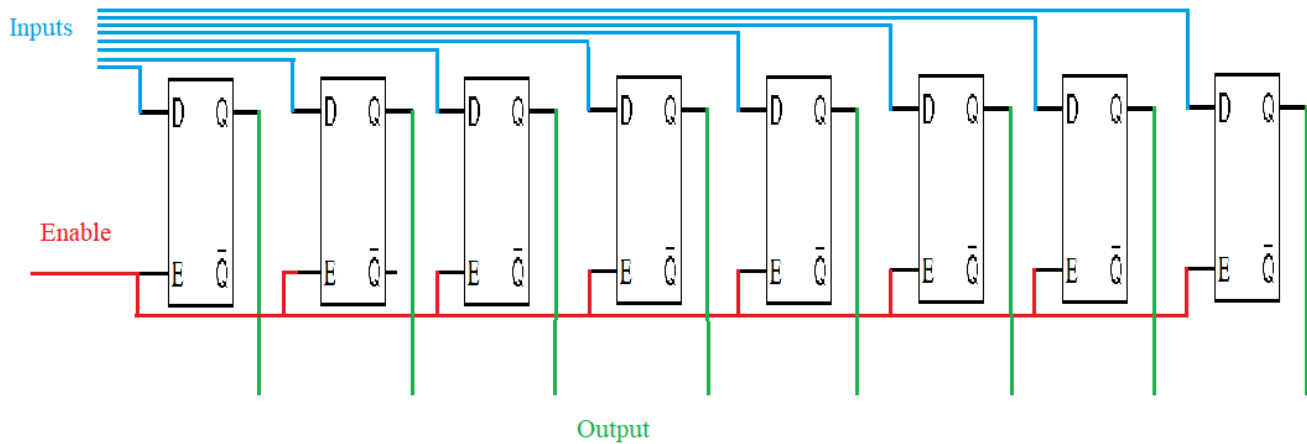 Inputs
D Q D Q D Q D Q D Q D Q D Q D Q
Enable
E Q̅ E Q̅ E Q̅ E Q̅ E Q̅ E Q̅ E Q̅ E Q̅
Output